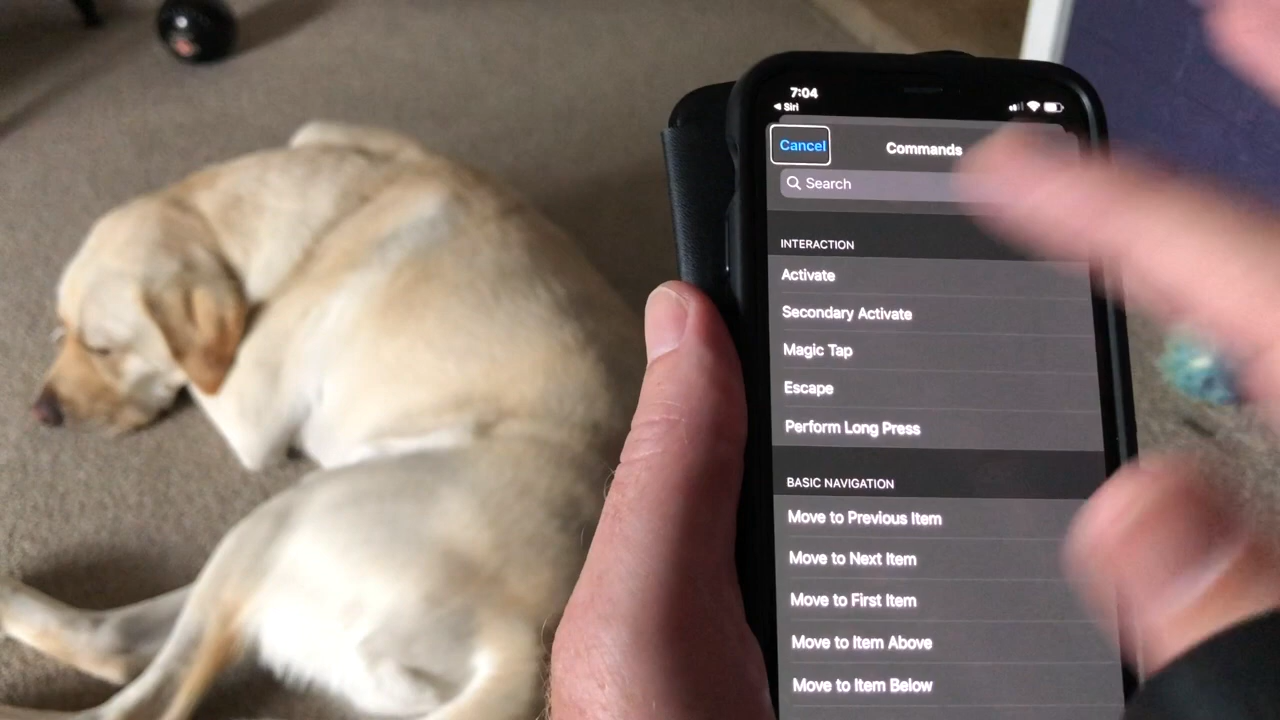 7:04
◀ Siri
Cancel
Commands
Search
INTERACTION
Activate
Secondary Activate
Magic Tap
Escape
Perform Long Press
BASIC NAVIGATION
Move to Previous Item
Move to Next Item
Move to First Item
Move to Item Above
Move to Item Below